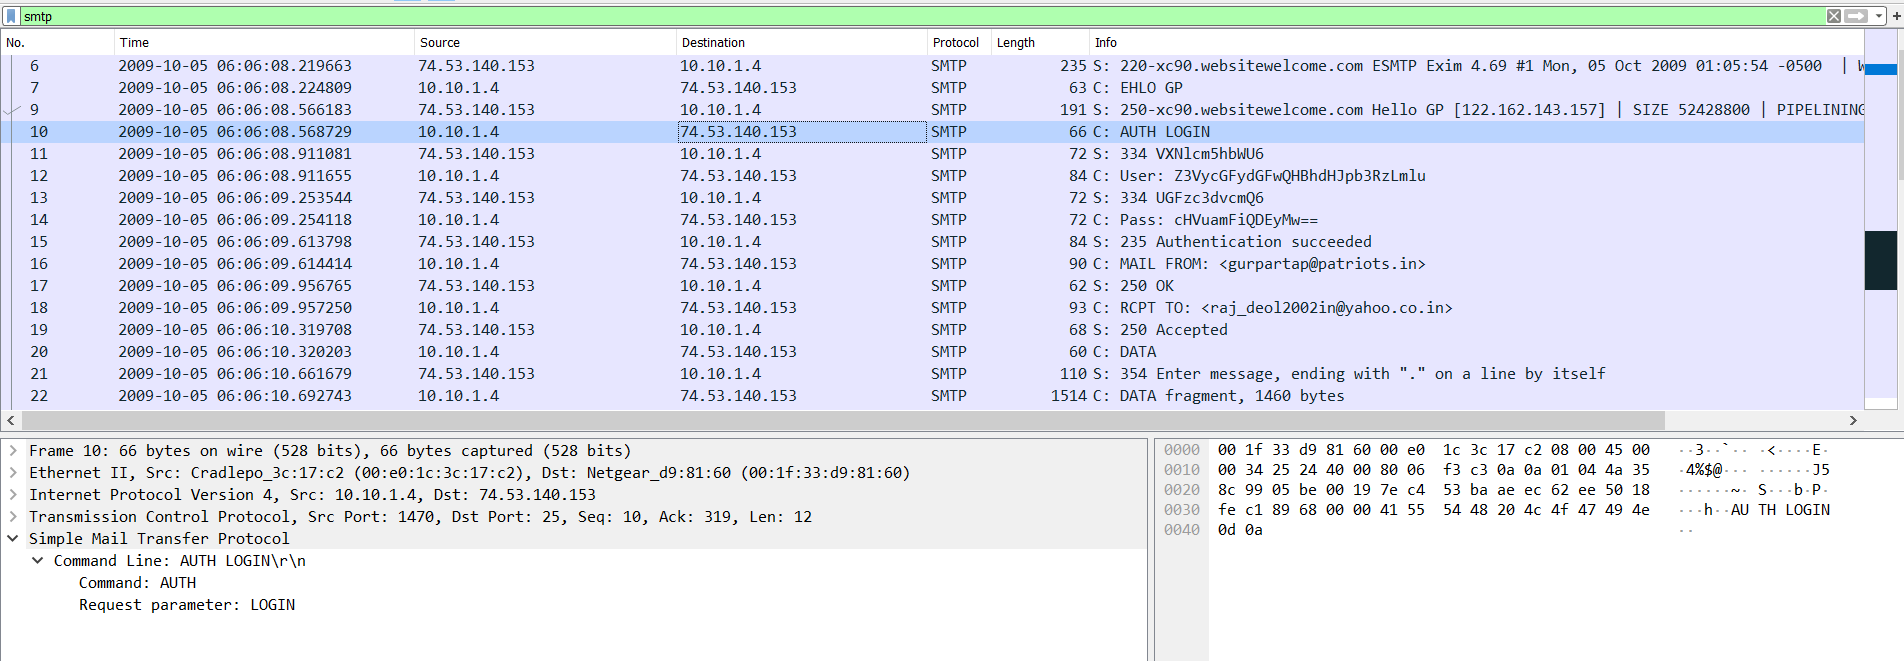 smtp
No. Time Source Destination Protocol Length Info
6 2009-10-05 06:06:08.219663 74.53.140.153 10.10.1.4 SMTP 235 S: 220-xc90.websitewelcome.com ESMTP Exim 4.69 #1 Mon, 05 Oct 2009 01:05:54 -0500 |
7 2009-10-05 06:06:08.224809 10.10.1.4 74.53.140.153 SMTP 63 C: EHLO GP
9 2009-10-05 06:06:08.566183 74.53.140.153 10.10.1.4 SMTP 191 S: 250-xc90.websitewelcome.com Hello GP [122.162.143.157] | SIZE 52428800 | PIPELINING
10 2009-10-05 06:06:08.568729 10.10.1.4 74.53.140.153 SMTP 66 C: AUTH LOGIN
11 2009-10-05 06:06:08.911081 74.53.140.153 10.10.1.4 SMTP 72 S: 334 VXNlcm5hbWU6
12 2009-10-05 06:06:08.911655 10.10.1.4 74.53.140.153 SMTP 84 C: User: Z3VycGFydGFwQHBhdHJpb3RzLmlu
13 2009-10-05 06:06:09.253544 74.53.140.153 10.10.1.4 SMTP 72 S: 334 UGFzc3dvcmQ6
14 2009-10-05 06:06:09.254118 10.10.1.4 74.53.140.153 SMTP 72 C: Pass: cHVuamFiQDEyMw==
15 2009-10-05 06:06:09.613798 74.53.140.153 10.10.1.4 SMTP 84 S: 235 Authentication succeeded
16 2009-10-05 06:06:09.614414 10.10.1.4 74.53.140.153 SMTP 90 C: MAIL FROM: <gurpartap@patriots.in>
17 2009-10-05 06:06:09.956765 74.53.140.153 10.10.1.4 SMTP 62 S: 250 OK
18 2009-10-05 06:06:09.957250 10.10.1.4 74.53.140.153 SMTP 93 C: RCPT TO: <raj_deol2002in@yahoo.co.in>
19 2009-10-05 06:06:10.319708 74.53.140.153 10.10.1.4 SMTP 68 S: 250 Accepted
20 2009-10-05 06:06:10.320203 10.10.1.4 74.53.140.153 SMTP 60 C: DATA
21 2009-10-05 06:06:10.661679 74.53.140.153 10.10.1.4 SMTP 110 S: 354 Enter message, ending with "." on a line by itself
22 2009-10-05 06:06:10.692743 10.10.1.4 74.53.140.153 SMTP 1514 C: DATA fragment, 1460 bytes
Frame 10: 66 bytes on wire (528 bits), 66 bytes captured (528 bits)
Ethernet II, Src: Cradlepo_3c:17:c2 (00:e0:1c:3c:17:c2), Dst: Netgear_d9:81:60 (00:1f:33:d9:81:60)
Internet Protocol Version 4, Src: 10.10.1.4, Dst: 74.53.140.153
Transmission Control Protocol, Src Port: 1470, Dst Port: 25, Seq: 10, Ack: 319, Len: 12
Simple Mail Transfer Protocol
Command Line: AUTH LOGIN\r\n
Command: AUTH
Request parameter: LOGIN
0000 00 1f 33 d9 81 60 00 e0 1c 3c 17 c2 08 00 45 00 ··3··`·· ·<····E·
0010 00 34 25 24 40 00 80 06 f3 c3 0a 0a 01 04 4a 35 ·4%$@··· ······J5
0020 8c 99 05 be 00 19 7e c4 53 ba ae ec 62 ee 50 18 ······~· S···b·P·
0030 fe c1 89 68 00 00 41 55 54 48 20 4c 4f 47 49 4e ···h··AU TH LOGIN
0040 0d 0a ··